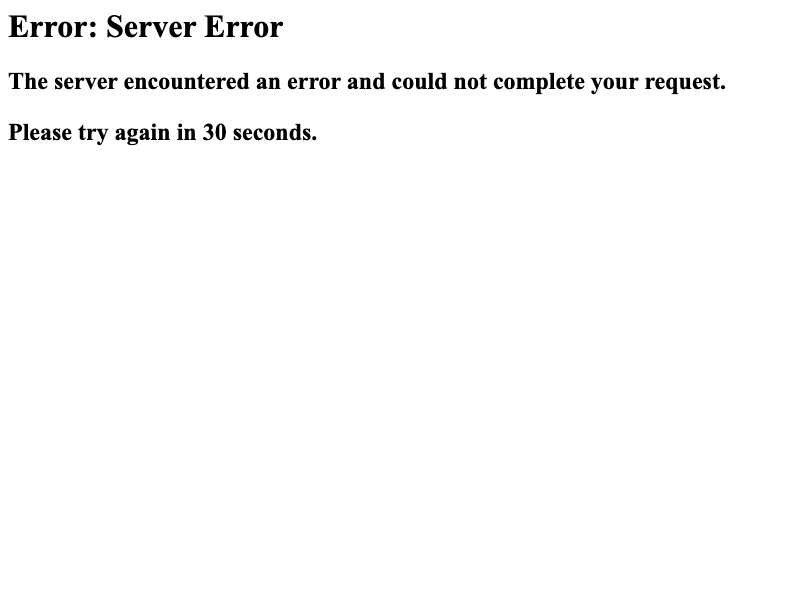 Error: Server Error
The server encountered an error and could not complete your request.
Please try again in 30 seconds.